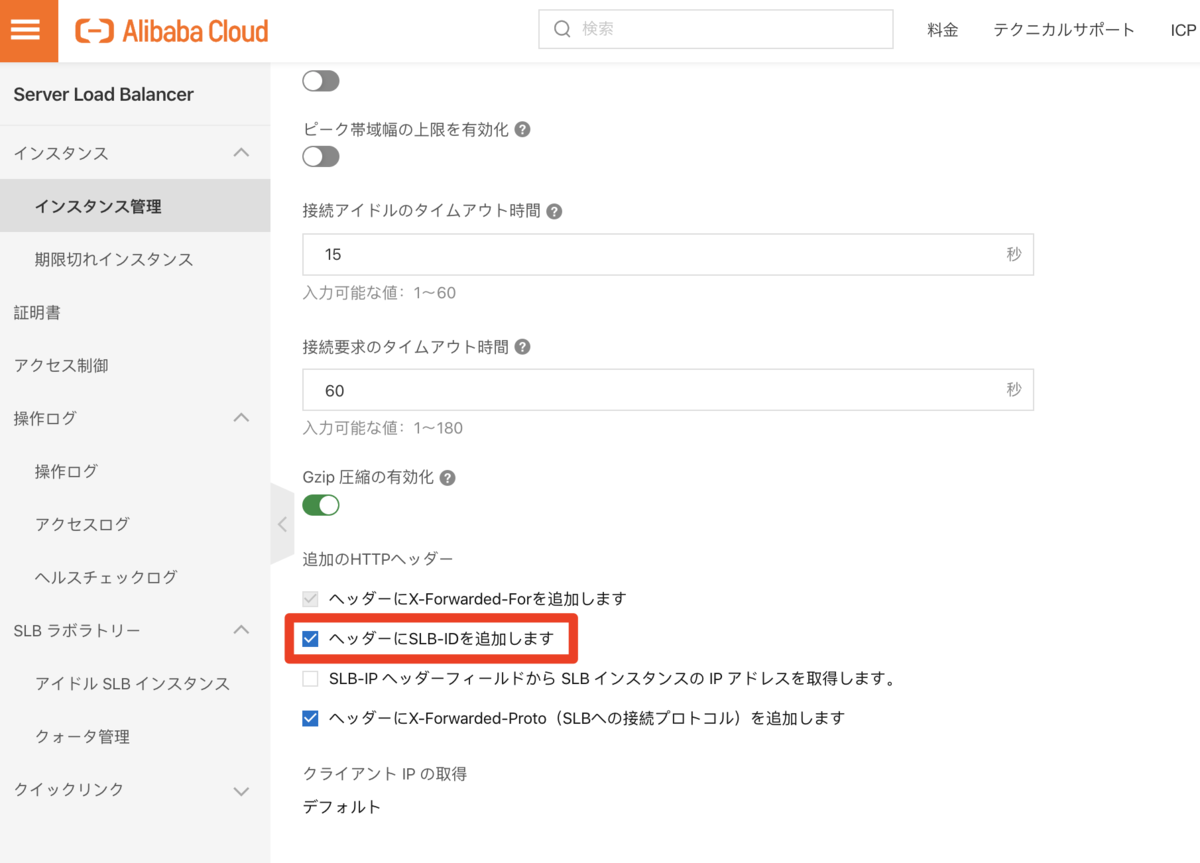 Alibaba Cloud
検索
料金
テクニカルサポート
ICP
Server Load Balancer
インスタンス
インスタンス管理
期限切れインスタンス
証明書
アクセス制御
操作ログ
操作ログ
アクセスログ
ヘルスチェックログ
SLB ラボラトリー
アイドル SLB インスタンス
クォータ管理
クイックリンク
ピーク帯域幅の上限を有効化
接続アイドルのタイムアウト時間
15 秒
入力可能な値：1〜60
接続要求のタイムアウト時間
60 秒
入力可能な値：1〜180
Gzip 圧縮の有効化
追加のHTTPヘッダー
ヘッダーにX-Forwarded-Forを追加します
ヘッダーにSLB-IDを追加します
SLB-IP ヘッダーフィールドから SLB インスタンスの IP アドレスを取得します。
ヘッダーにX-Forwarded-Proto（SLBへの接続プロトコル）を追加します
クライアント IP の取得
デフォルト